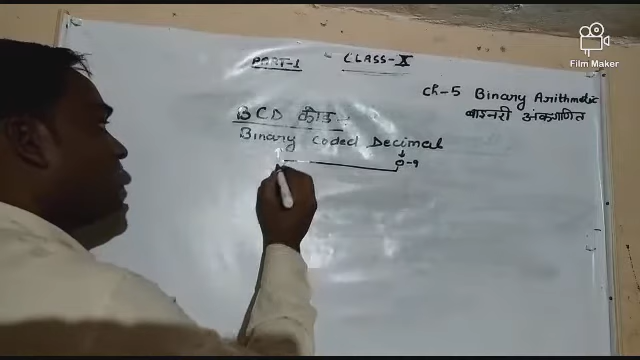 PART-1 CLASS-X
Film Maker
Ch-5 Binary Arithmetic
बाइनरी अंकगणित
BCD कोड :
Binary Coded Decimal
0-9